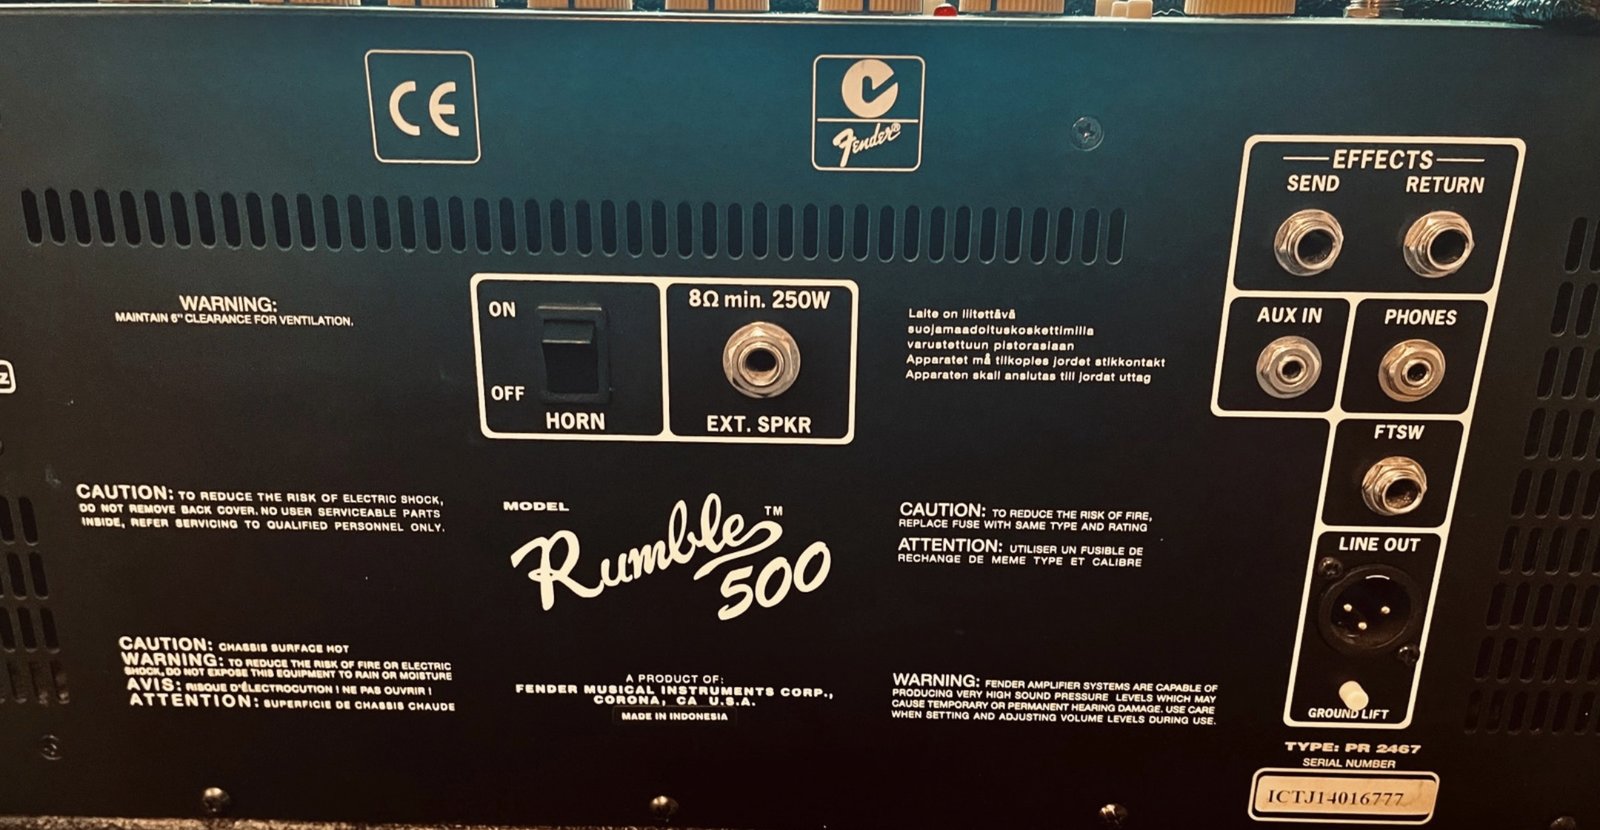 CE
Fender®
EFFECTS
SEND RETURN
WARNING:
MAINTAIN 6" CLEARANCE FOR VENTILATION.
ON
OFF
HORN
8Ω min. 250W
EXT. SPKR
Laite on liitettävä
suojamaadoituskoskettimilla
varustettuun pistorasiaan
Apparatet må tilkoples jordet stikkontakt
Apparaten skall anslutas till jordat uttag
AUX IN
PHONES
FTSW
LINE OUT
GROUND LIFT
CAUTION: TO REDUCE THE RISK OF ELECTRIC SHOCK,
DO NOT REMOVE BACK COVER. NO USER SERVICEABLE PARTS
INSIDE, REFER SERVICING TO QUALIFIED PERSONNEL ONLY.
MODEL
Rumble™
500
CAUTION: TO REDUCE THE RISK OF FIRE,
REPLACE FUSE WITH SAME TYPE AND RATING
ATTENTION: UTILISER UN FUSIBLE DE
RECHANGE DE MEME TYPE ET CALIBRE
CAUTION: CHASSIS SURFACE HOT
WARNING: TO REDUCE THE RISK OF FIRE OR ELECTRIC
SHOCK, DO NOT EXPOSE THIS EQUIPMENT TO RAIN OR MOISTURE
AVIS: RISQUE D'ÉLECTROCUTION ! NE PAS OUVRIR !
ATTENTION: SUPERFICIE DE CHASSIS CHAUDE
A PRODUCT OF:
FENDER MUSICAL INSTRUMENTS CORP.,
CORONA, CA U.S.A.
MADE IN INDONESIA
WARNING: FENDER AMPLIFIER SYSTEMS ARE CAPABLE OF
PRODUCING VERY HIGH SOUND PRESSURE LEVELS WHICH MAY
CAUSE TEMPORARY OR PERMANENT HEARING DAMAGE. USE CARE
WHEN SETTING AND ADJUSTING VOLUME LEVELS DURING USE.
TYPE: PR 2467
SERIAL NUMBER
ICTJ14016777